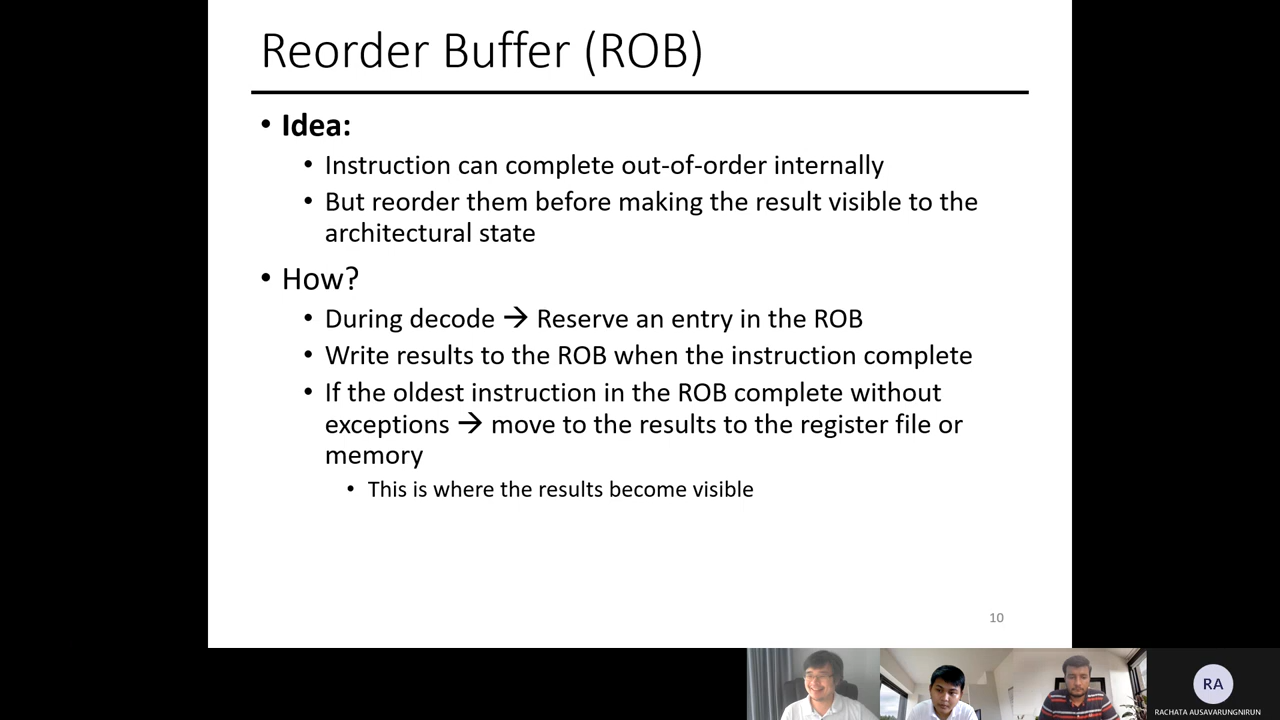 Reorder Buffer (ROB)
• Idea:
• Instruction can complete out-of-order internally
• But reorder them before making the result visible to the
architectural state
• How?
• During decode → Reserve an entry in the ROB
• Write results to the ROB when the instruction complete
• If the oldest instruction in the ROB complete without
exceptions → move to the results to the register file or
memory
• This is where the results become visible
10
RA
RACHATA AUSAVARUNGNIRUN